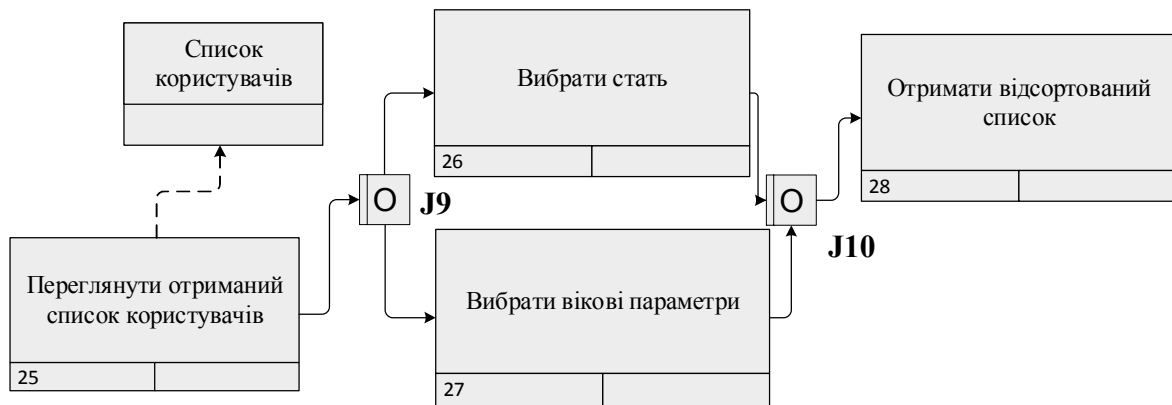 Список
користувачів
Переглянути отриманий
список користувачів
25
O
J9
Вибрати стать
26
Вибрати вікові параметри
27
O
J10
Отримати відсортований
список
28